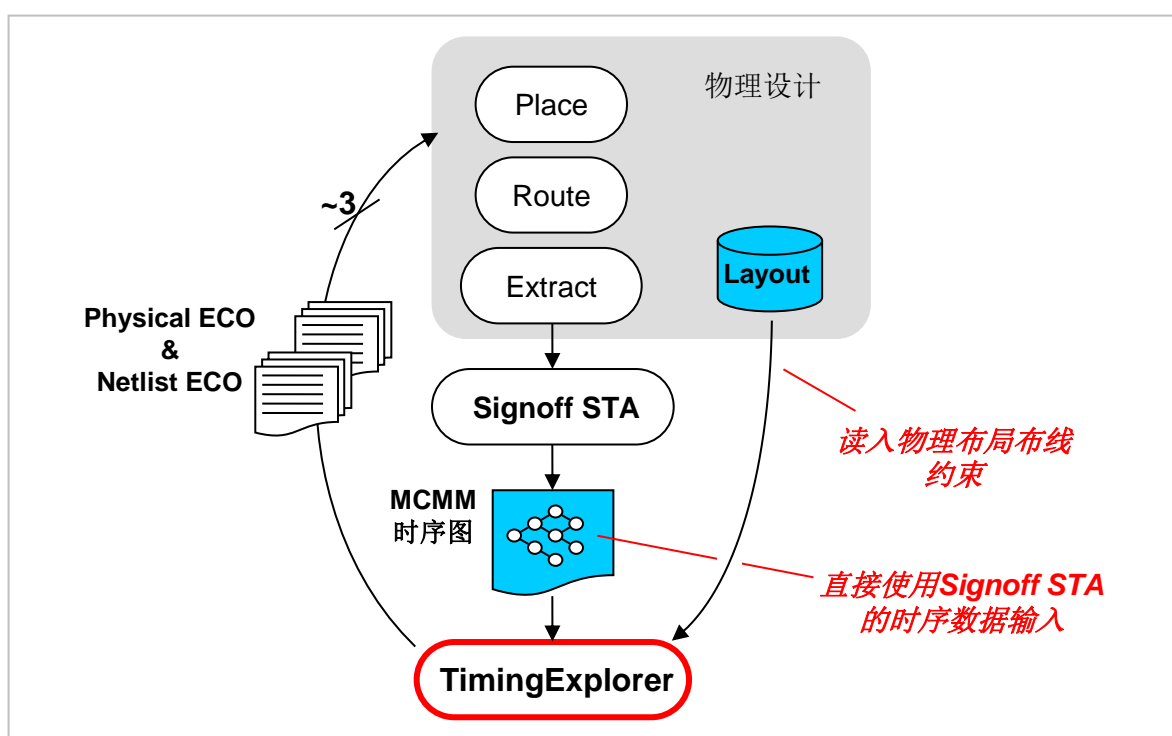 物理设计
Place
Route
Extract
Layout
~3
Physical ECO
&
Netlist ECO
Signoff STA
读入物理布局布线
约束
MCMM
时序图
直接使用Signoff STA
的时序数据输入
TimingExplorer